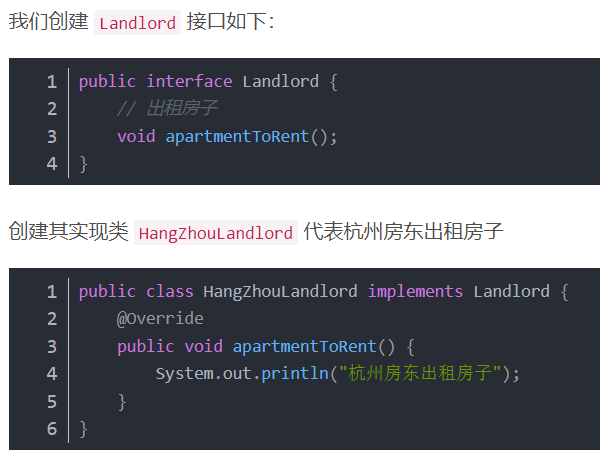 我们创建 Landlord 接口如下：
1 public interface Landlord {
2     // 出租房子
3     void apartmentToRent();
4 }
创建其实现类 HangZhouLandlord 代表杭州房东出租房子
1 public class HangZhouLandlord implements Landlord {
2     @Override
3     public void apartmentToRent() {
4         System.out.println("杭州房东出租房子");
5     }
6 }